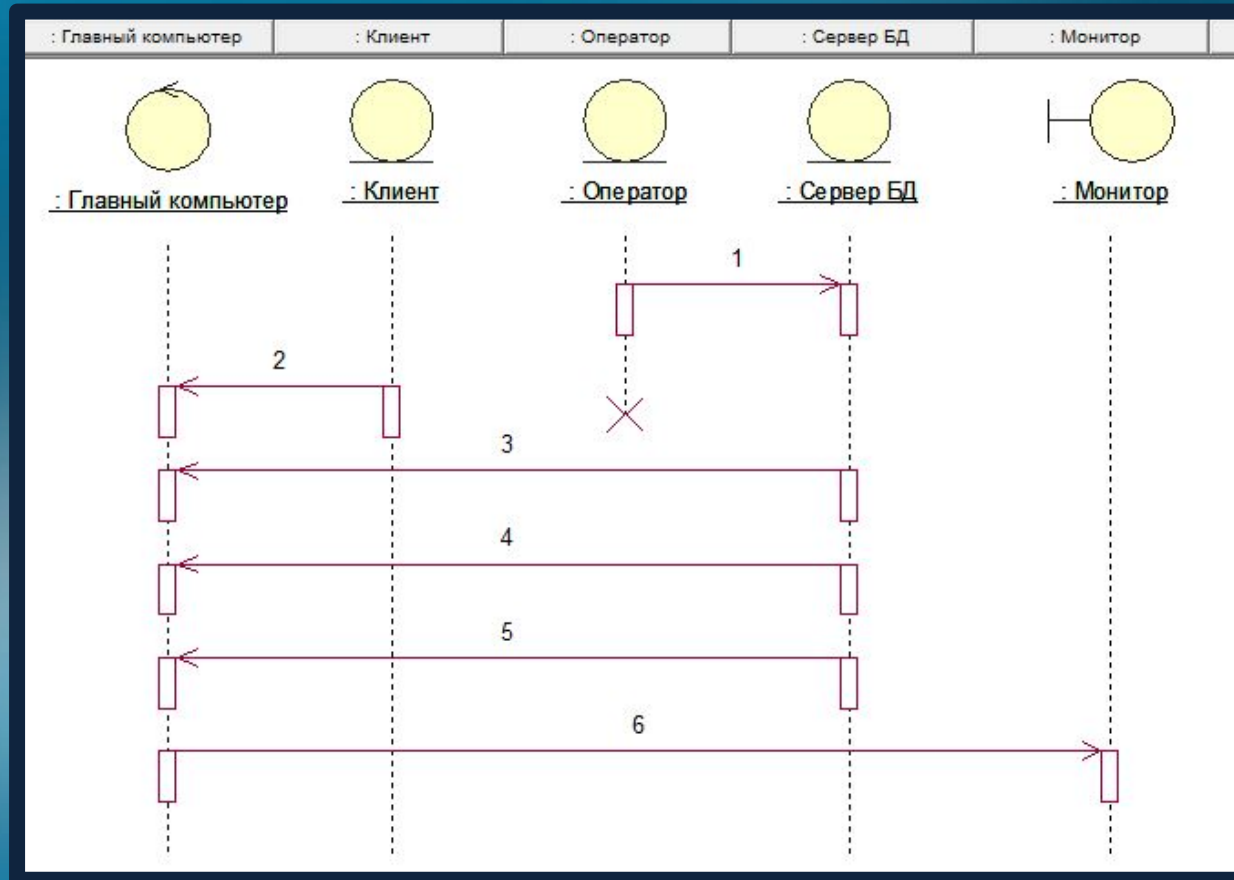 : Главный компьютер
: Клиент
: Оператор
: Сервер БД
: Монитор
: Главный компьютер
: Клиент
: Оператор
: Сервер БД
: Монитор
1
2
3
4
5
6